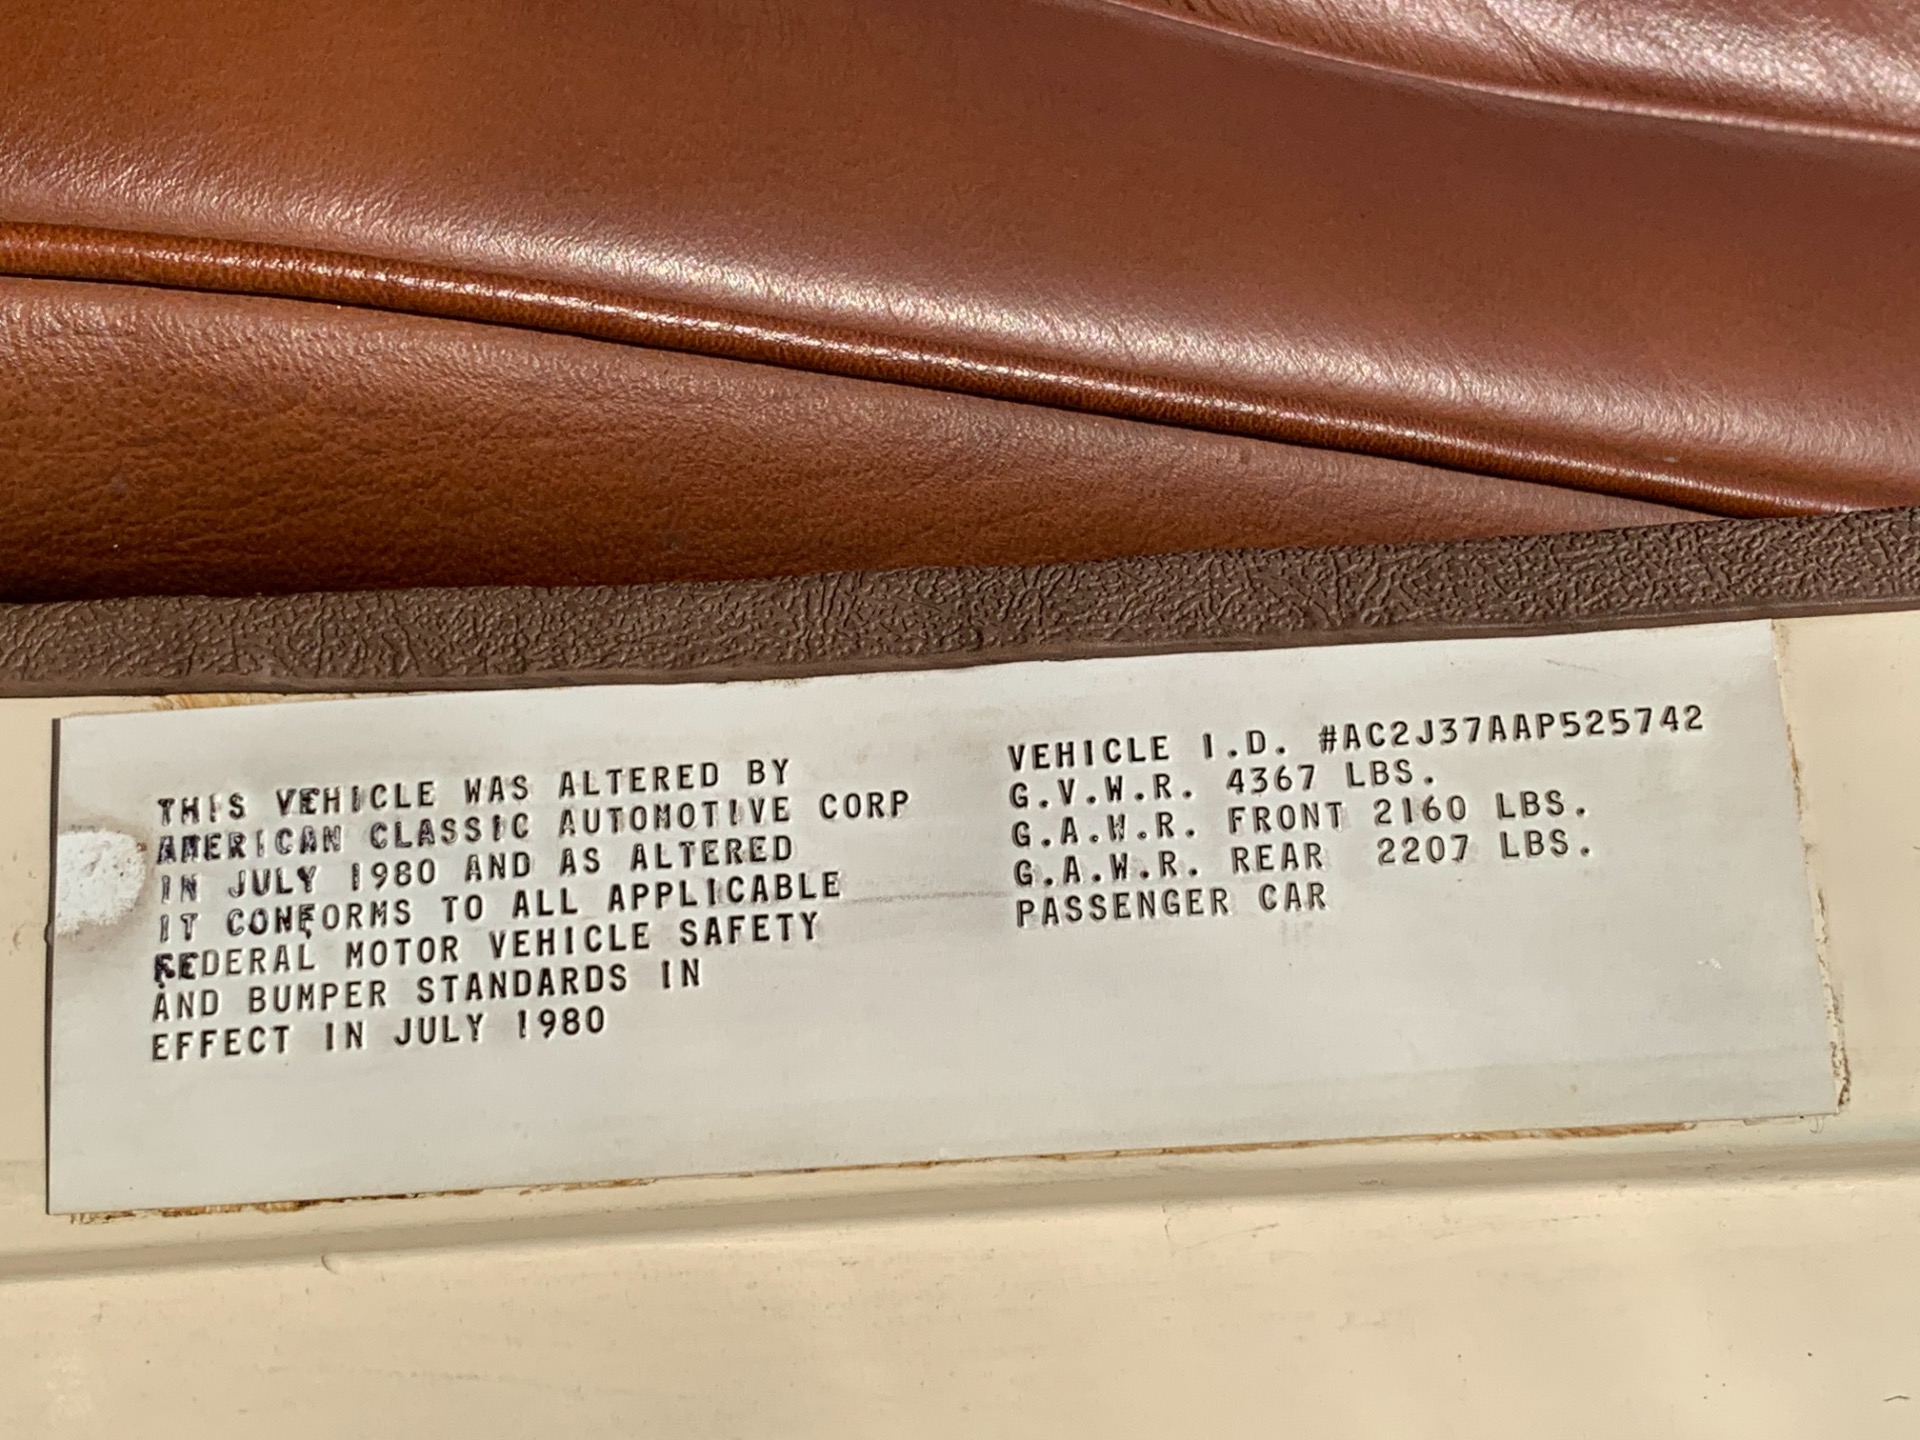 THIS VEHICLE WAS ALTERED BY
AMERICAN CLASSIC AUTOMOTIVE CORP
IN JULY 1980 AND AS ALTERED
IT CONFORMS TO ALL APPLICABLE
FEDERAL MOTOR VEHICLE SAFETY
AND BUMPER STANDARDS IN
EFFECT IN JULY 1980
VEHICLE I.D. #AC2J37AAP525742
G.V.W.R. 4367 LBS.
G.A.W.R. FRONT 2160 LBS.
G.A.W.R. REAR 2207 LBS.
PASSENGER CAR